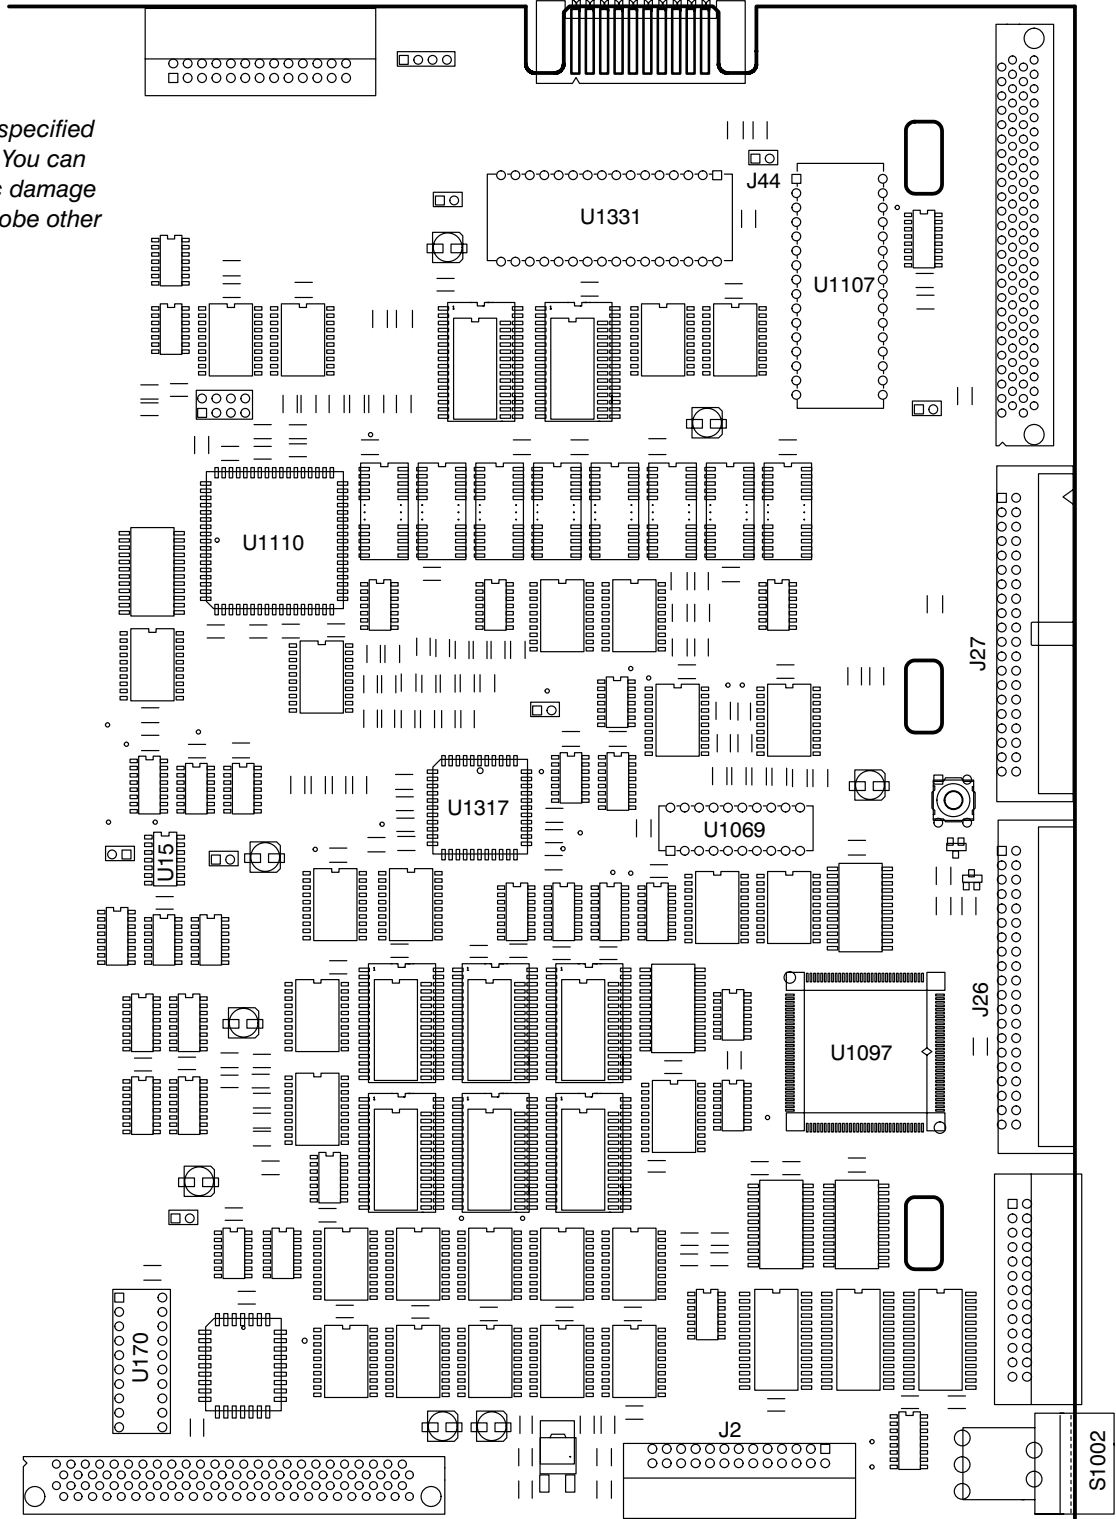 specified
You can
damage
obe other
J44
U1331
U1107
U1110
J27
U1317
U1069
U15
J26
U1097
U170
J2
S1002